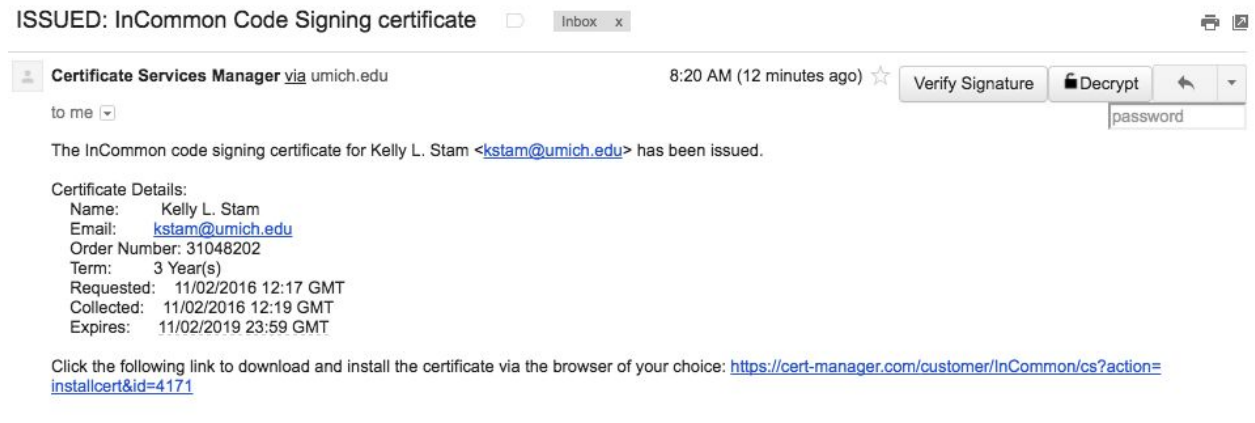 ISSUED: InCommon Code Signing certificate Inbox x
Certificate Services Manager via umich.edu 8:20 AM (12 minutes ago) Verify Signature Decrypt
to me password
The InCommon code signing certificate for Kelly L. Stam <kstam@umich.edu> has been issued.
Certificate Details:
Name: Kelly L. Stam
Email: kstam@umich.edu
Order Number: 31048202
Term: 3 Year(s)
Requested: 11/02/2016 12:17 GMT
Collected: 11/02/2016 12:19 GMT
Expires: 11/02/2019 23:59 GMT
Click the following link to download and install the certificate via the browser of your choice: https://cert-manager.com/customer/InCommon/cs?action=
installcert&id=4171